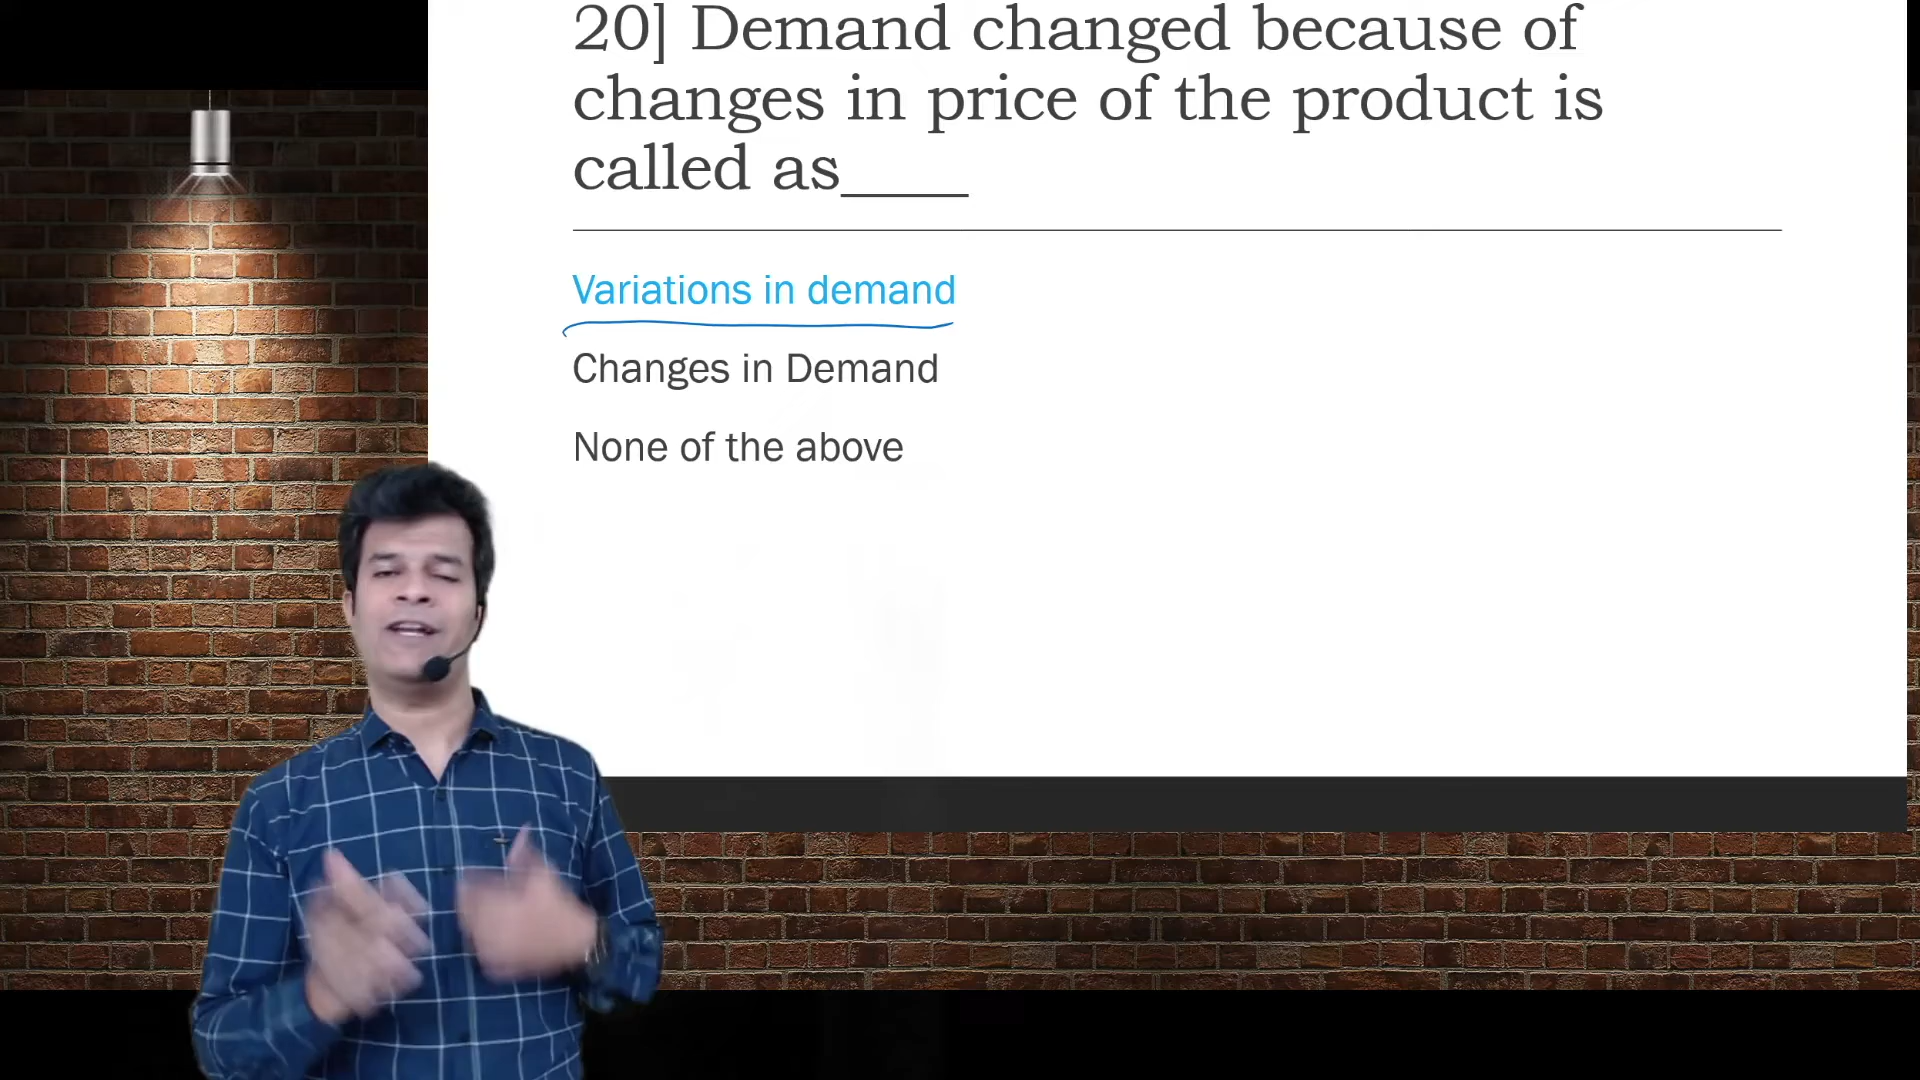 20] Demand changed because of
changes in price of the product is
called as____
Variations in demand
Changes in Demand
None of the above